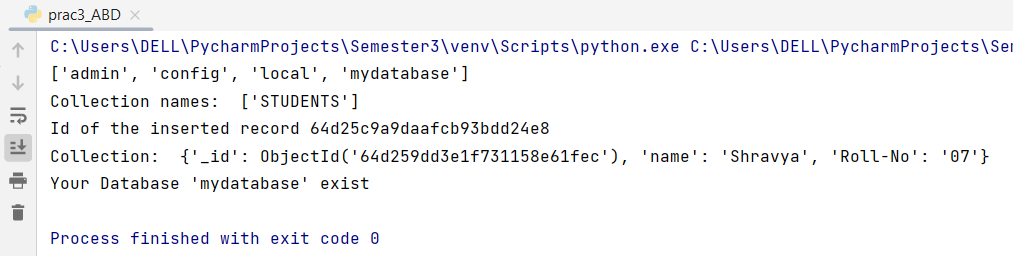 prac3_ABD
C:\Users\DELL\PycharmProjects\Semester3\venv\Scripts\python.exe C:\Users\DELL\PycharmProjects\Sem
['admin', 'config', 'local', 'mydatabase']
Collection names:  ['STUDENTS']
Id of the inserted record 64d25c9a9daafcb93bdd24e8
Collection:  {'_id': ObjectId('64d259dd3e1f731158e61fec'), 'name': 'Shravya', 'Roll-No': '07'}
Your Database 'mydatabase' exist
Process finished with exit code 0